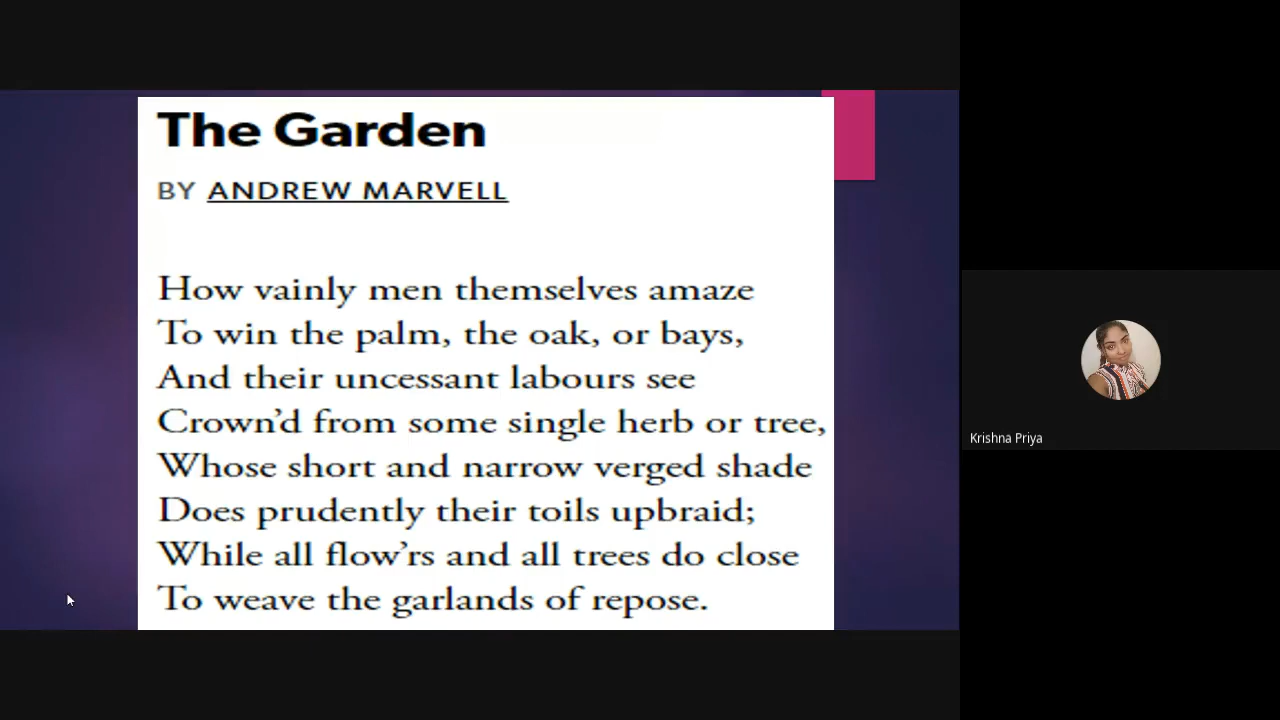 The Garden
BY ANDREW MARVELL
How vainly men themselves amaze
To win the palm, the oak, or bays,
And their uncessant labours see
Crown'd from some single herb or tree,
Whose short and narrow verged shade
Does prudently their toils upbraid;
While all flow'rs and all trees do close
To weave the garlands of repose.
Krishna Priya